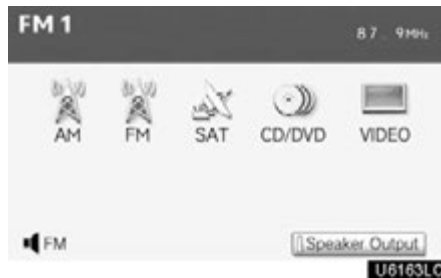 FM 1
87.9MHz
AM FM SAT CD/DVD VIDEO
FM
Speaker Output
U6163LC